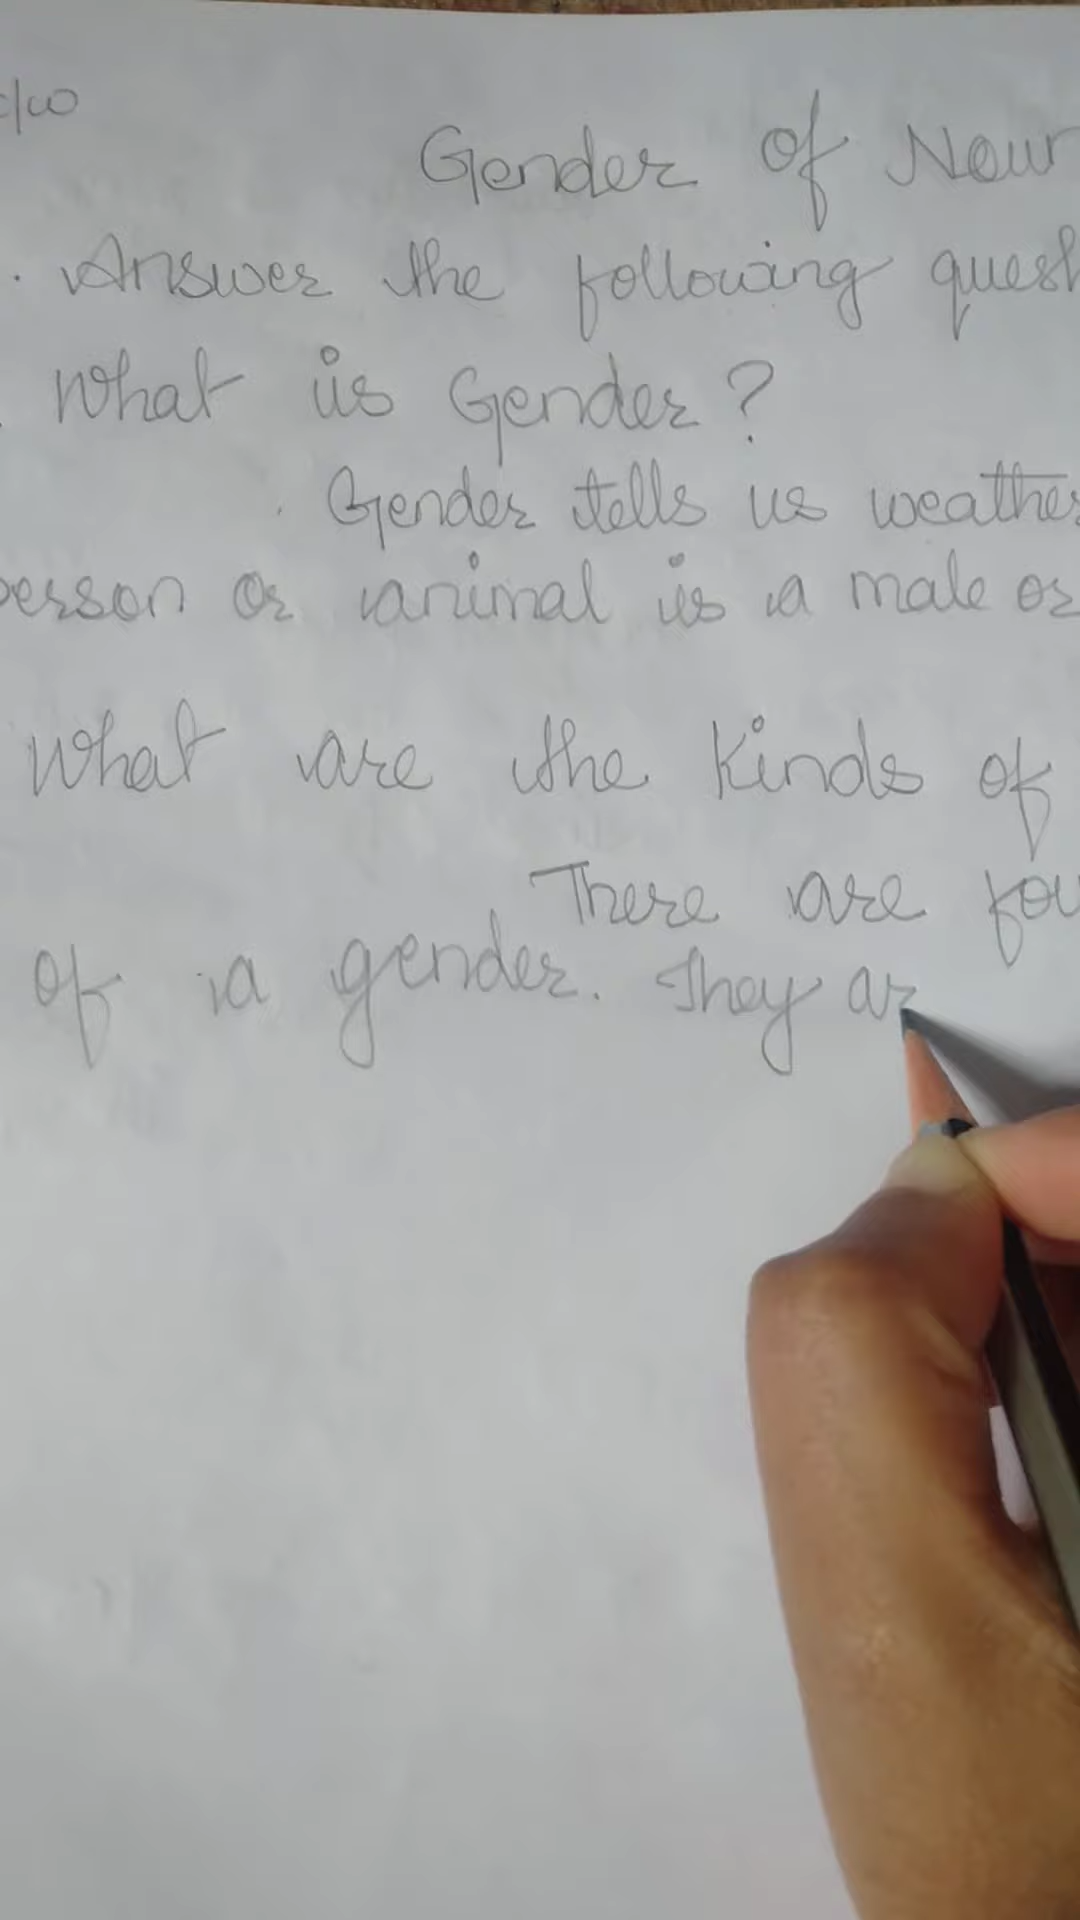 c/w
Gender of Noun
. Answer the following quest
. What is Gender?
Gender tells us weather
person or animal is a male or
What are the Kinds of
There are fou
of a gender. They ar